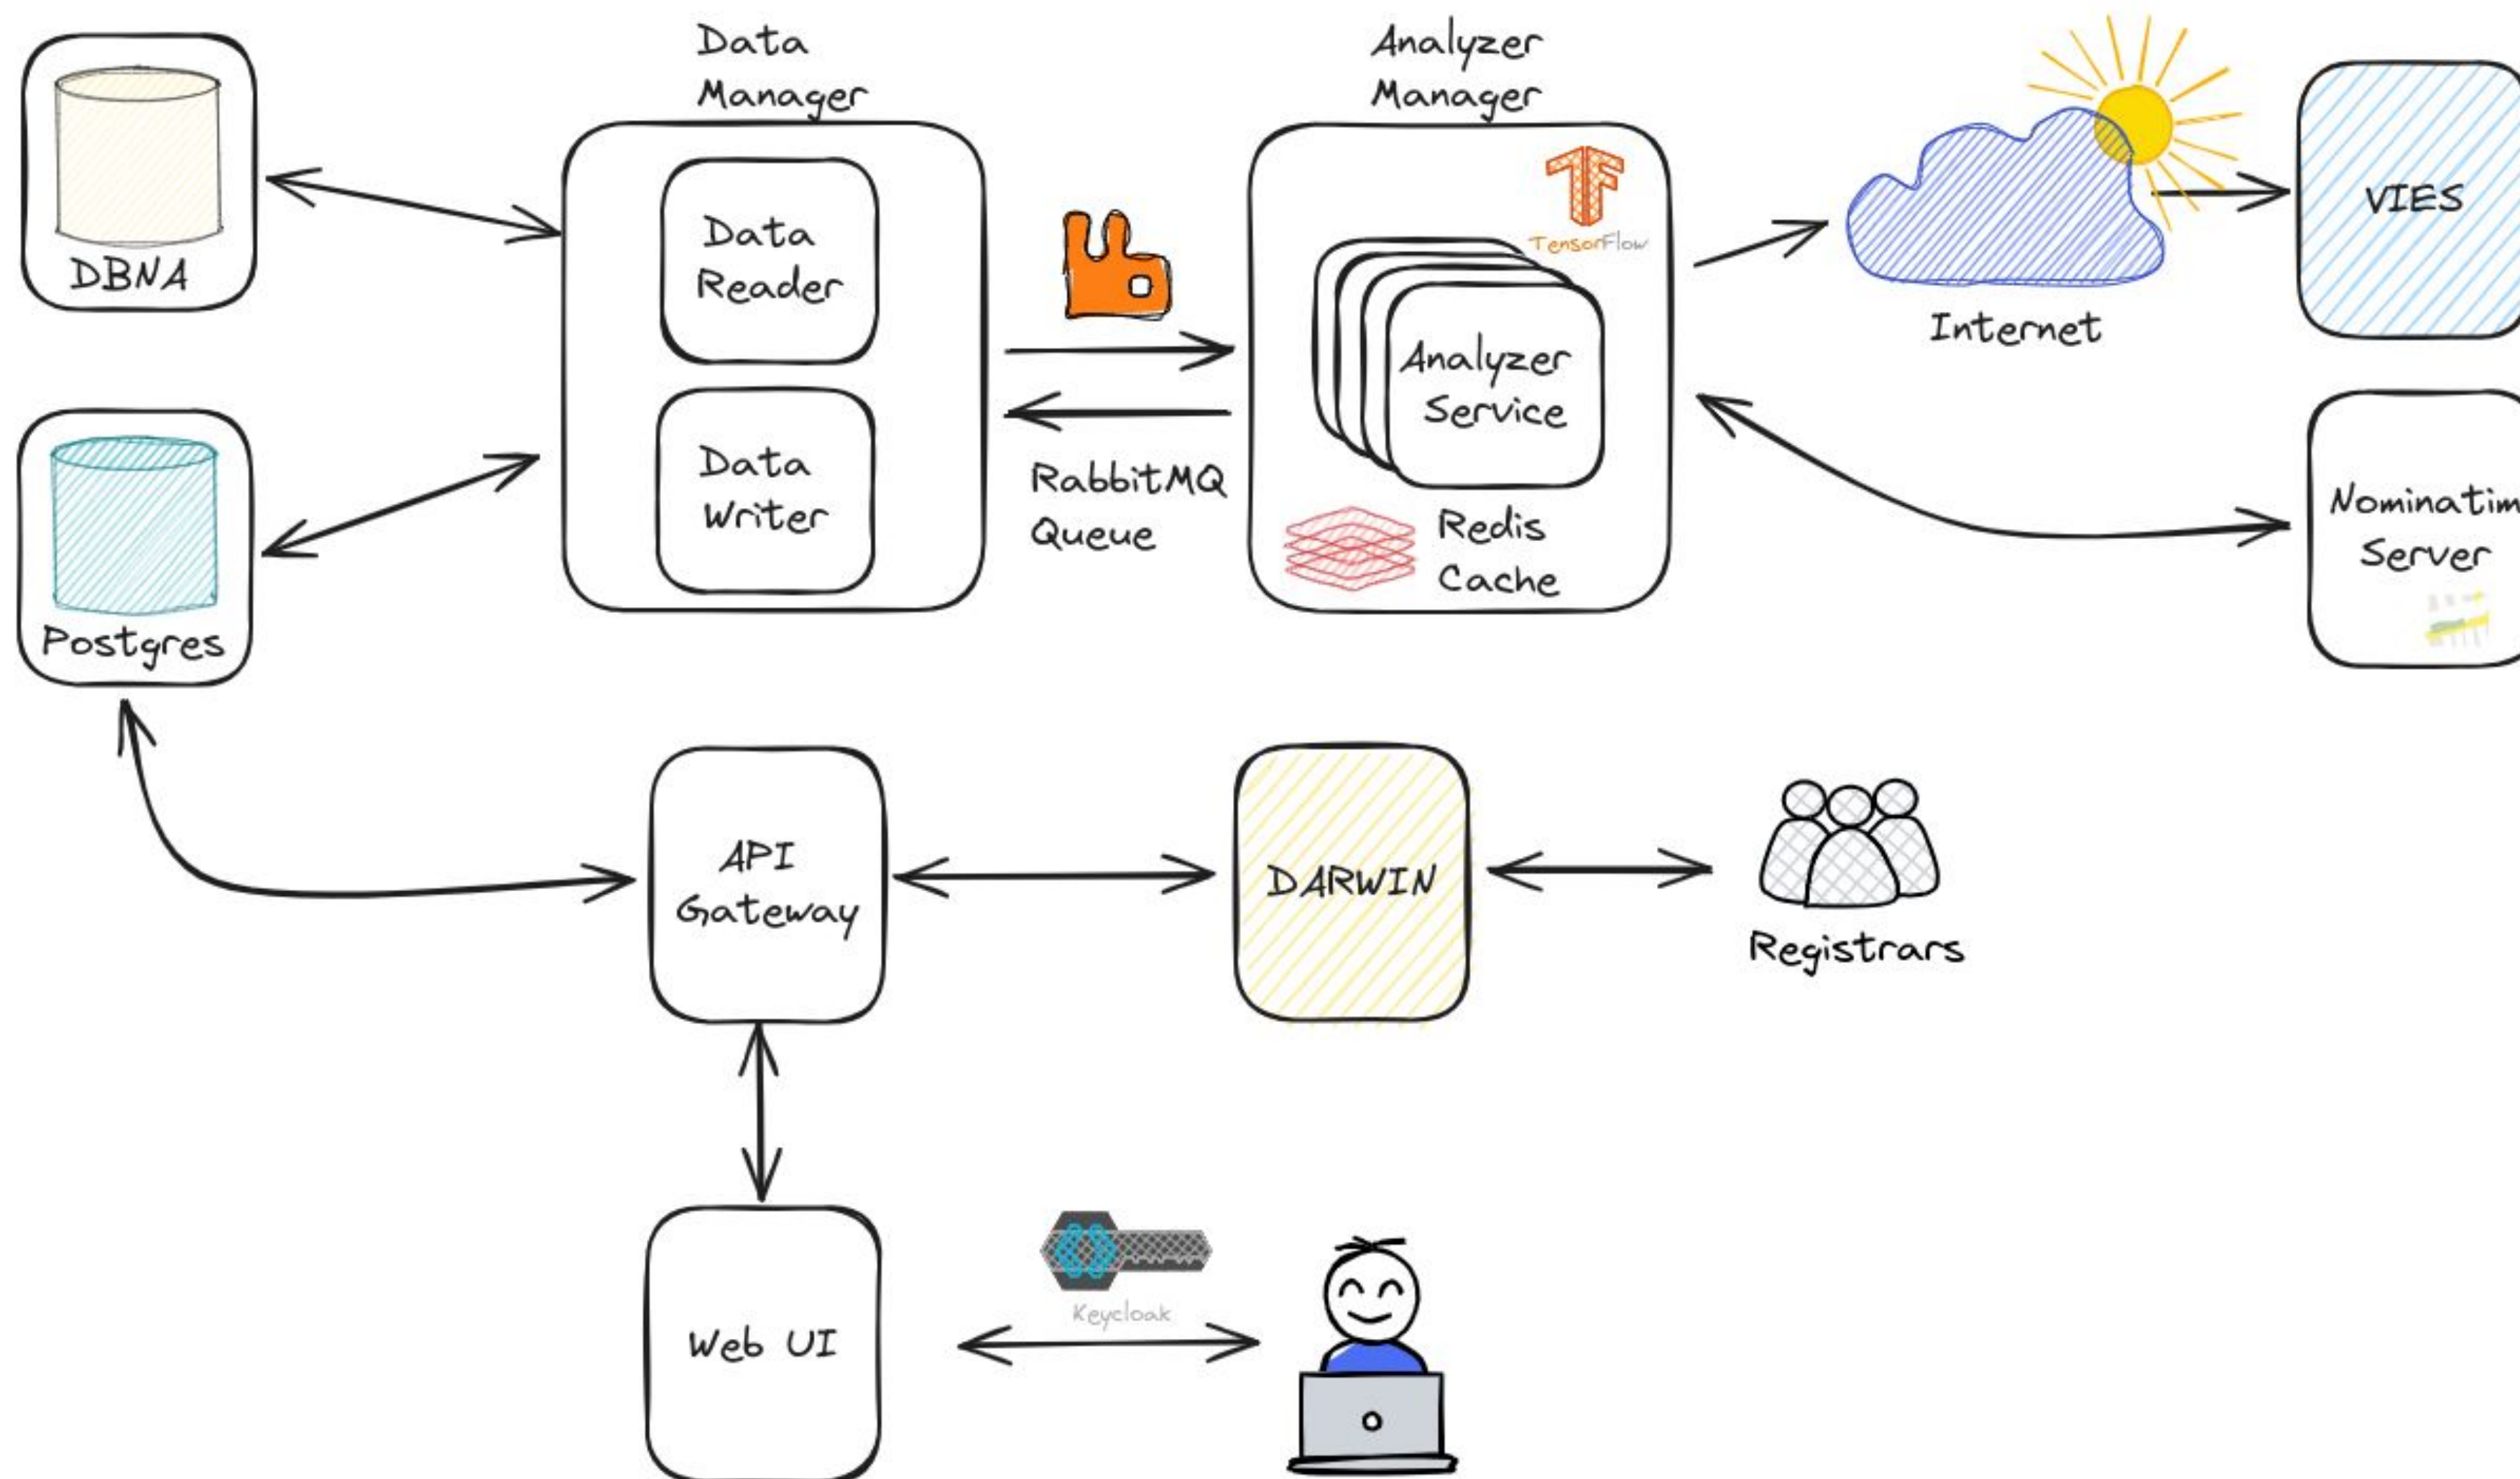 Data
Manager
Analyzer
Manager
DBNA
Data
Reader
TensorFlow
VIES
Internet
Analyzer
Service
Postgres
Data
Writer
RabbitMQ
Queue
Redis
Cache
Nominatim
Server
API
Gateway
DARWIN
Registrars
Web UI
Keycloak